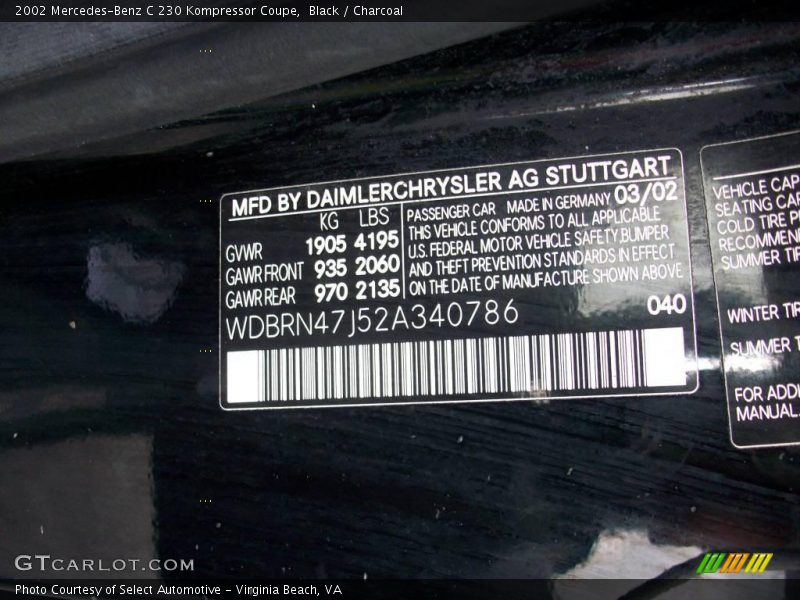 2002 Mercedes-Benz C 230 Kompressor Coupe,  Black / Charcoal
MFD BY DAIMLERCHRYSLER AG STUTTGART
KG LBS
GVWR 1905 4195
GAWR FRONT 935 2060
GAWR REAR 970 2135
PASSENGER CAR MADE IN GERMANY 03/02
THIS VEHICLE CONFORMS TO ALL APPLICABLE
U.S. FEDERAL MOTOR VEHICLE SAFETY,BUMPER
AND THEFT PREVENTION STANDARDS IN EFFECT
ON THE DATE OF MANUFACTURE SHOWN ABOVE
WDBRN47J52A340786 040
VEHICLE CAP
SEATING CAP
COLD TIRE P
RECOMMEN
SUMMER TIR
WINTER TIR
SUMMER T
FOR ADDI
MANUAL.
GTCARLOT.COM
Photo Courtesy of Select Automotive - Virginia Beach, VA